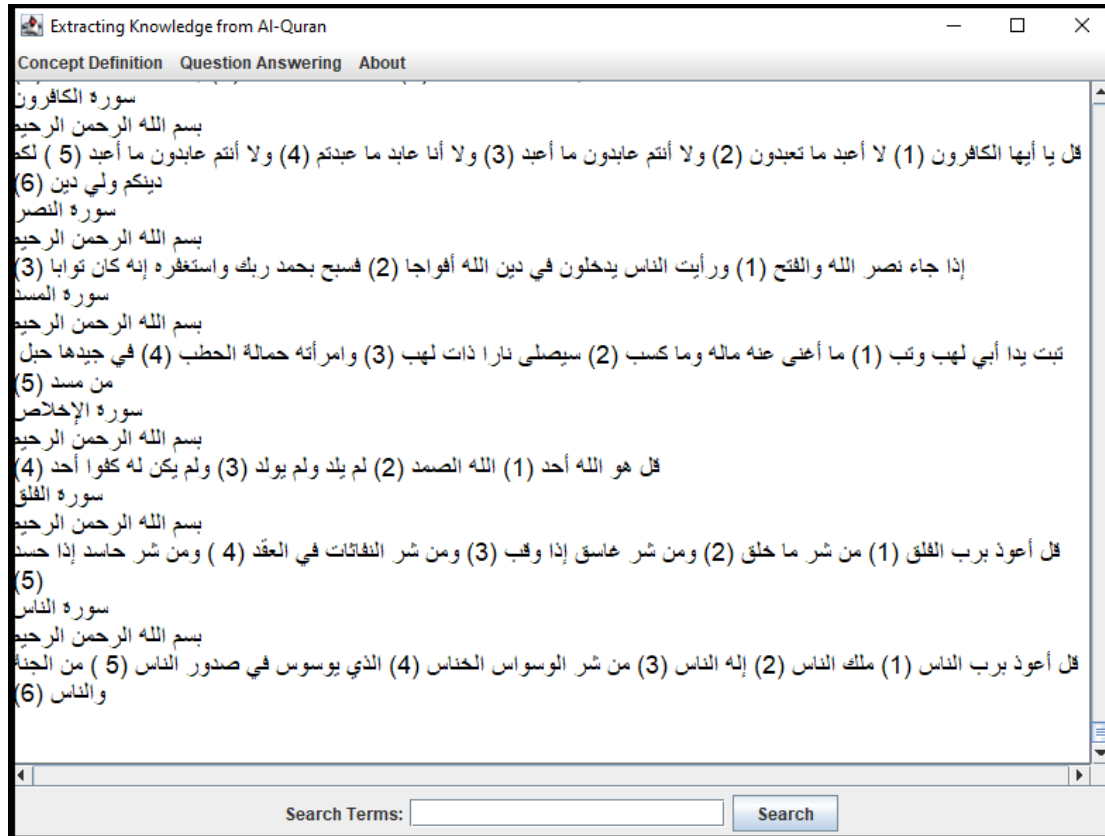 Extracting Knowledge from Al-Quran
Concept Definition Question Answering About
سورة الكافرون
بسم الله الرحمن الرحيم
قل يا أيها الكافرون (1) لا أعبد ما تعبدون (2) ولا أنتم عابدون ما أعبد (3) ولا أنا عابد ما عبدتم (4) ولا أنتم عابدون ما أعبد (5 ) لكم
دينكم ولي دين (6)
سورة النصر
بسم الله الرحمن الرحيم
إذا جاء نصر الله والفتح (1) ورأيت الناس يدخلون في دين الله أفواجا (2) فسبح بحمد ربك واستغفره إنه كان توابا (3)
سورة المسد
بسم الله الرحمن الرحيم
تبت يدا أبي لهب وتب (1) ما أغنى عنه ماله وما كسب (2) سيصلى نارا ذات لهب (3) وامرأته حمالة الحطب (4) في جيدها حبل
من مسد (5)
سورة الإخلاص
بسم الله الرحمن الرحيم
قل هو الله أحد (1) الله الصمد (2) لم يلد ولم يولد (3) ولم يكن له كفوا أحد (4)
سورة الفلق
بسم الله الرحمن الرحيم
قل أعوذ برب الفلق (1) من شر ما خلق (2) ومن شر غاسق إذا وقب (3) ومن شر النفاثات في العقد (4 ) ومن شر حاسد إذا حسد
(5)
سورة الناس
بسم الله الرحمن الرحيم
قل أعوذ برب الناس (1) ملك الناس (2) إله الناس (3) من شر الوسواس الخناس (4) الذي يوسوس في صدور الناس (5 ) من الجنة
والناس (6)
Search Terms: Search